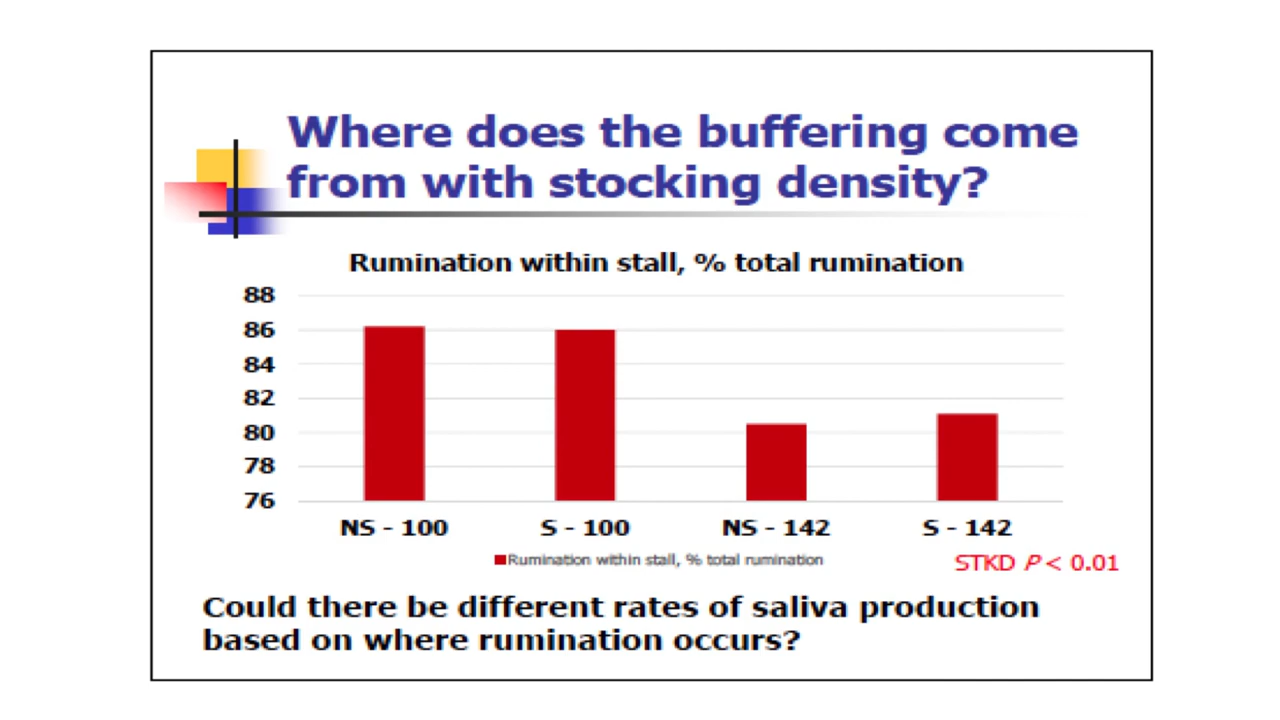 Where does the buffering come
from with stocking density?
Rumination within stall, % total rumination
88
86
84
82
80
78
76
NS - 100 S - 100 NS - 142 S - 142
Rumination within stall, % total rumination
STKD P < 0.01
Could there be different rates of saliva production
based on where rumination occurs?